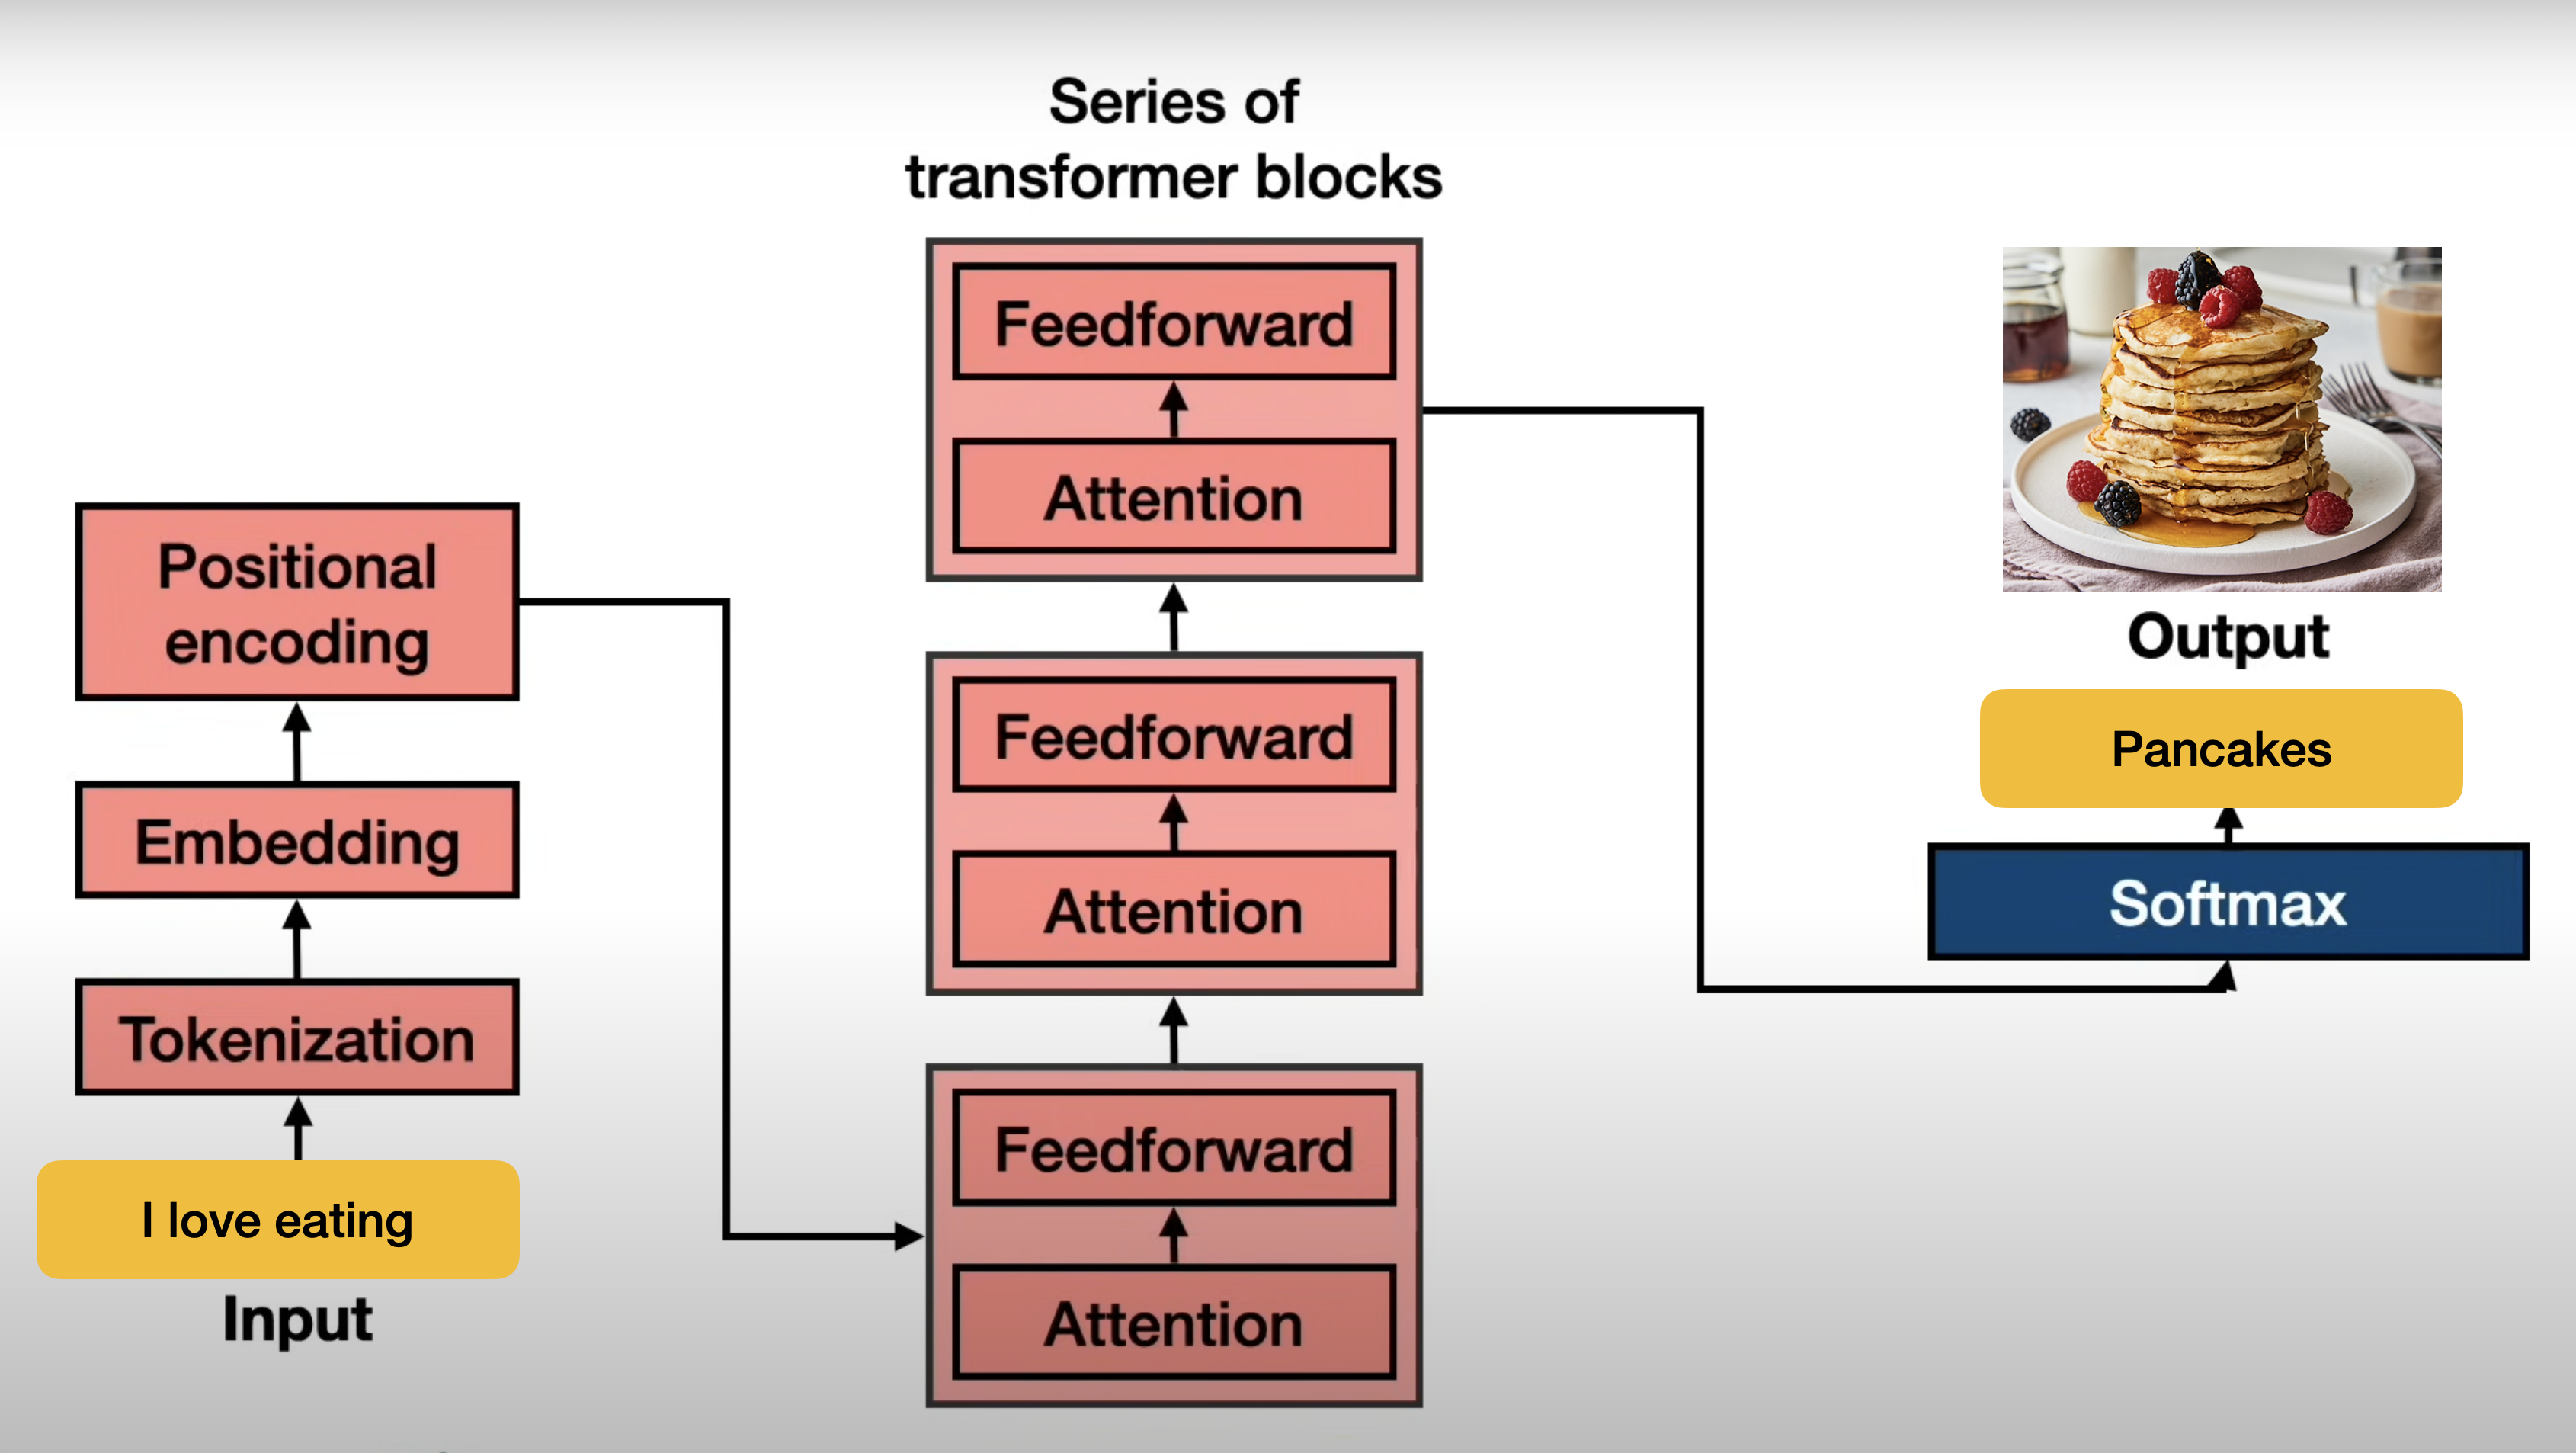 Series of
transformer blocks
Feedforward
Attention
Feedforward
Attention
Feedforward
Attention
Positional
encoding
Embedding
Tokenization
I love eating
Input
Output
Pancakes
Softmax